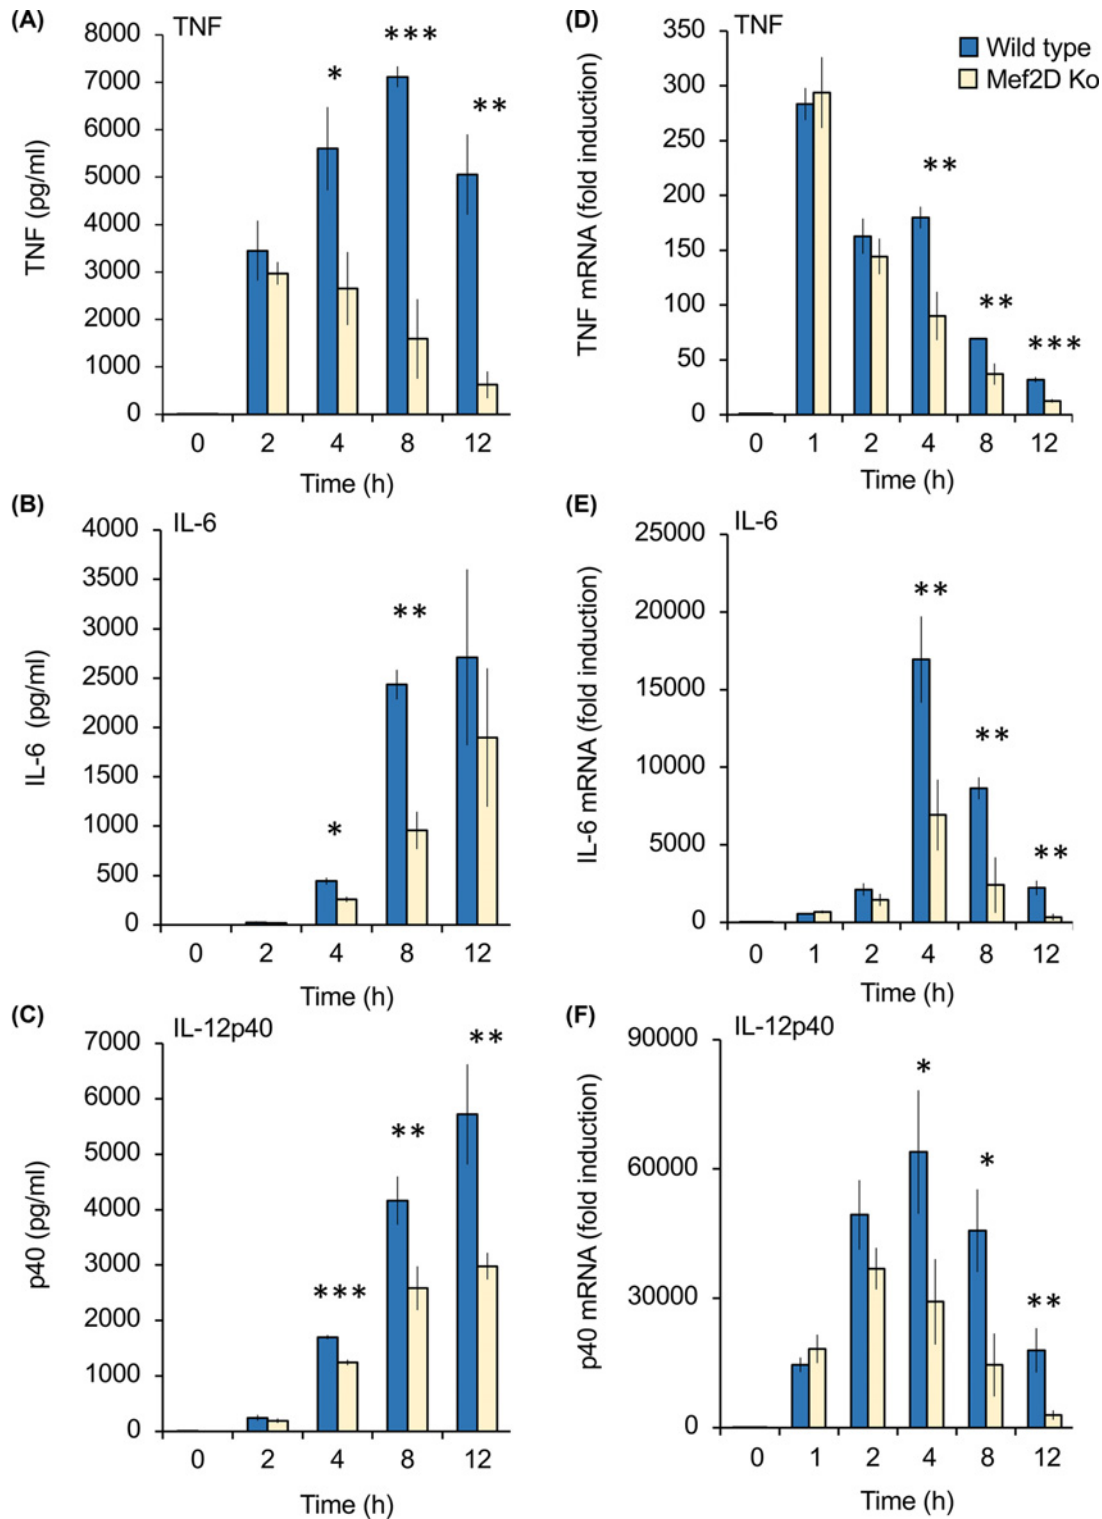 (A)
TNF
TNF (pg/ml)
8000
7000
6000
5000
4000
3000
2000
1000
0
*
***
**
0 2 4 8 12
Time (h)
(D)
TNF
Wild type
Mef2D Ko
TNF mRNA (fold induction)
350
300
250
200
150
100
50
0
**
**
***
0 1 2 4 8 12
Time (h)
(B)
IL-6
IL-6 (pg/ml)
4000
3500
3000
2500
2000
1500
1000
500
0
*
**
0 2 4 8 12
Time (h)
(E)
IL-6
IL-6 mRNA (fold induction)
25000
20000
15000
10000
5000
0
**
**
**
0 1 2 4 8 12
Time (h)
(C)
IL-12p40
p40 (pg/ml)
7000
6000
5000
4000
3000
2000
1000
0
***
**
**
0 2 4 8 12
Time (h)
(F)
IL-12p40
p40 mRNA (fold induction)
90000
60000
30000
0
*
*
**
0 1 2 4 8 12
Time (h)